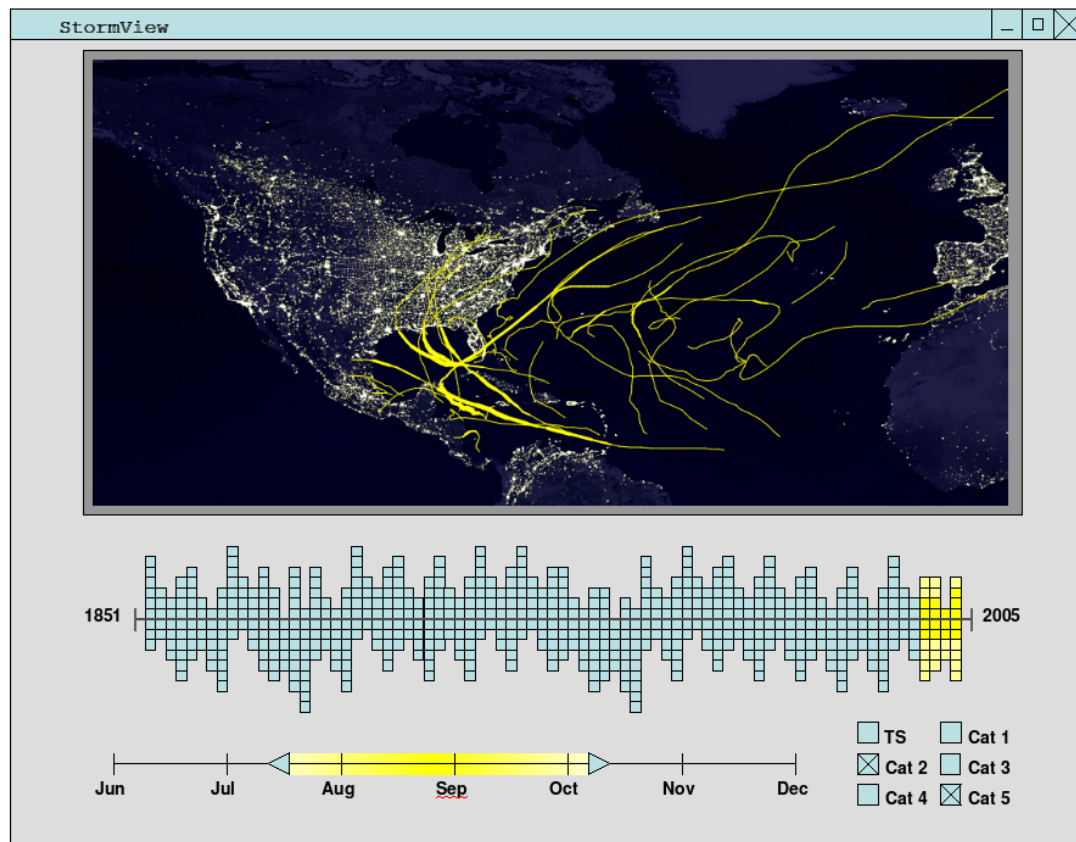 StormView
1851 2005
TS Cat 1
Cat 2 Cat 3
Cat 4 Cat 5
Jun Jul Aug Sep Oct Nov Dec